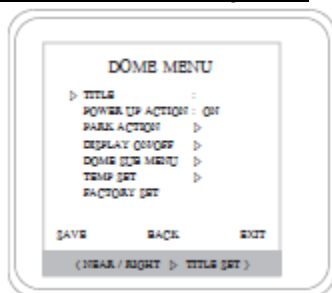 DOME MENU
▷ TITLE :
POWER UP ACTION : ON
PARK ACTION ▷
DISPLAY ON/OFF ▷
DOME SUB MENU ▷
TEMP SET ▷
FACTORY SET
SAVE BACK EXIT
( NEAR / RIGHT ▷ TITLE SET )